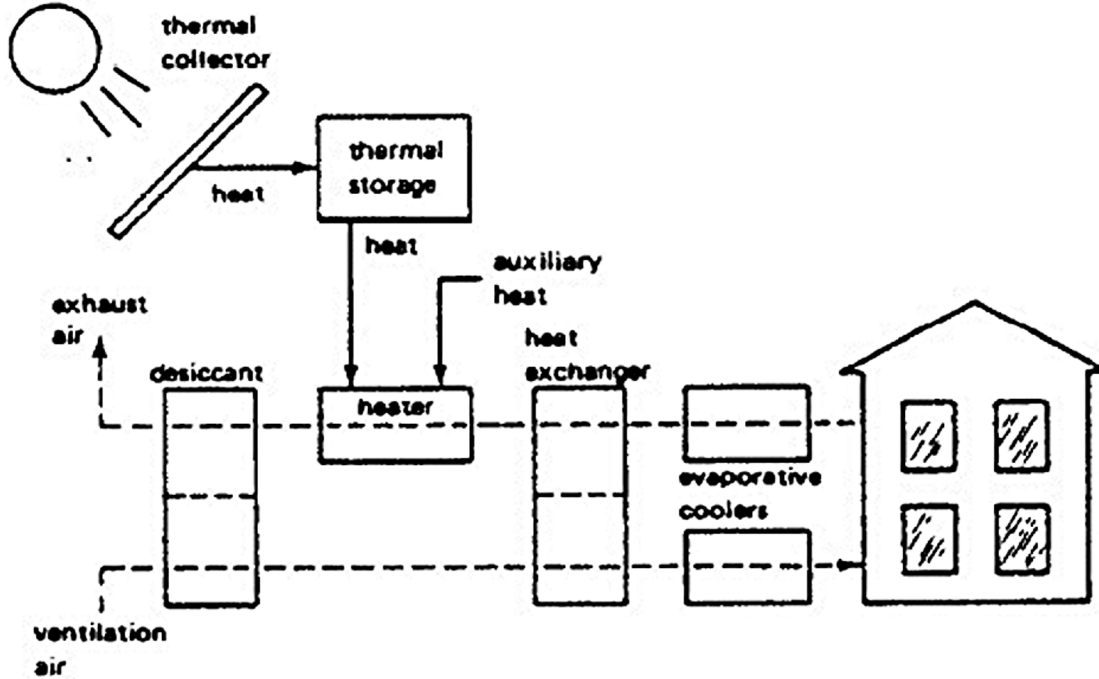 thermal
collector
thermal
storage
heat
heat
auxiliary
heat
exhaust
air
heat
exchanger
desiccant
heater
evaporative
coolers
ventilation
air